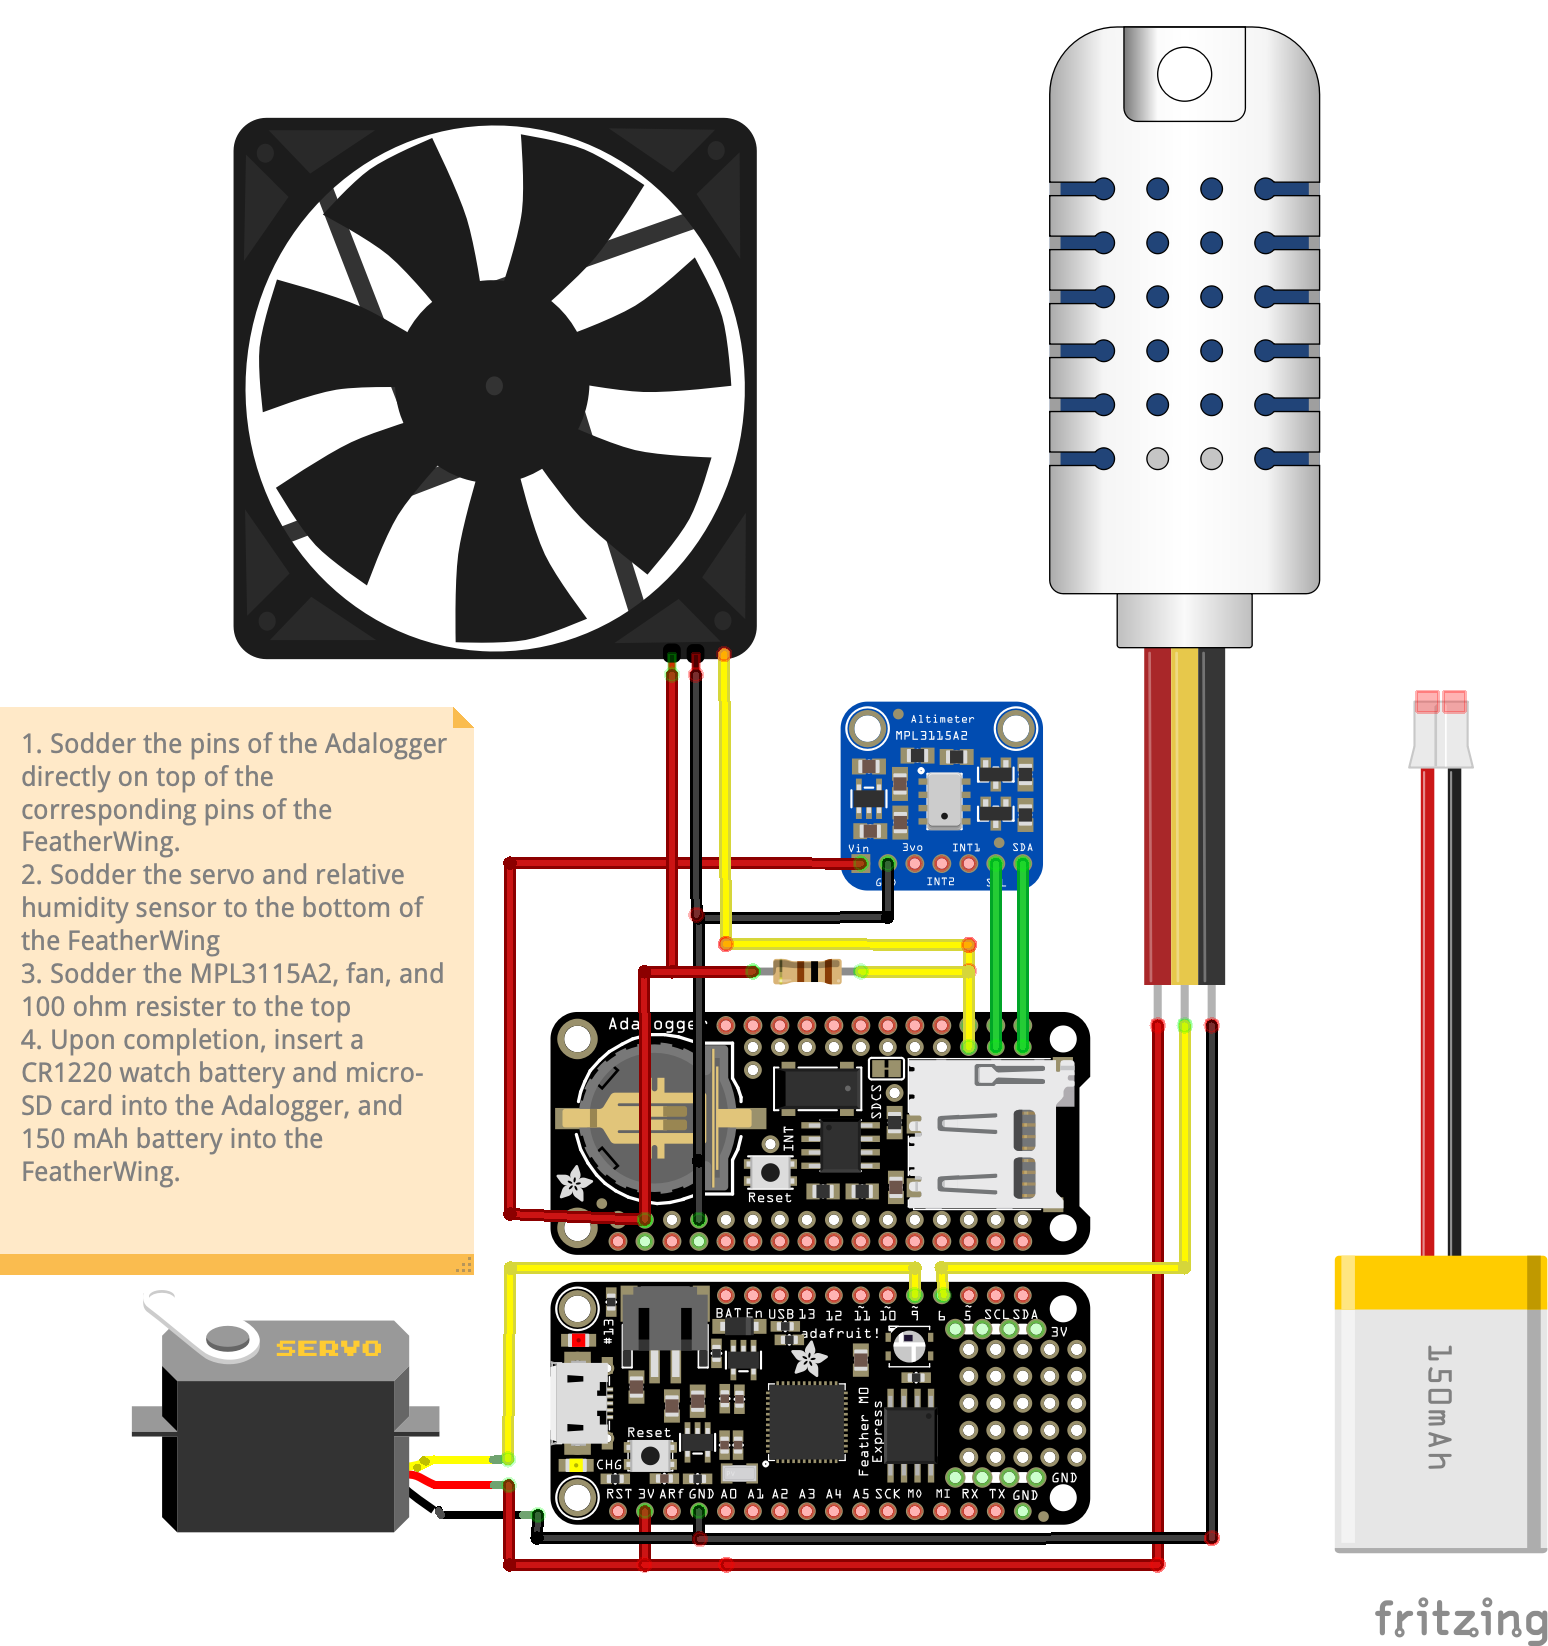 Altimeter
MPL3115A2
Vin
3vo
INT1
SDA
INT2
1. Sodder the pins of the Adalogger
directly on top of the
corresponding pins of the
FeatherWing.
2. Sodder the servo and relative
humidity sensor to the bottom of
the FeatherWing
3. Sodder the MPL3115A2, fan, and
100 ohm resister to the top
4. Upon completion, insert a
CR1220 watch battery and micro-
SD card into the Adalogger, and
150 mAh battery into the
FeatherWing.
Adalogger
SDCS
INT
Reset
SERVO
#13
BAT En USB 13 12 11 10 9 6 5 SCL SDA
3V
adafruit!
Feather M0
Express
Reset
CHG
GND
RST 3V ARf GND A0 A1 A2 A3 A4 A5 SCK MO MI RX TX GND
150mAh
fritzing